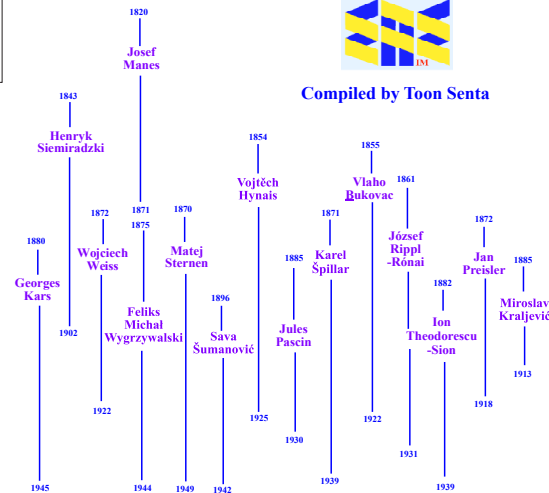 1M
Compiled by Toon Senta
1820
Josef
Manes
1871
1843
Henryk
Siemiradzki
1902
1880
Georges
Kars
1945
1872
Wojciech
Weiss
1922
1875
Feliks
Michał
Wygrzywalski
1944
1870
Matej
Sternen
1949
1896
Sava
Šumanović
1942
1854
Vojtěch
Hynais
1925
1885
Jules
Pascin
1930
1871
Karel
Špillar
1939
1855
Vlaho
Bukovac
1922
1861
József
Rippl
-Rónai
1931
1882
Ion
Theodorescu
-Sion
1939
1872
Jan
Preisler
1918
1885
Miroslav
Kraljević
1913